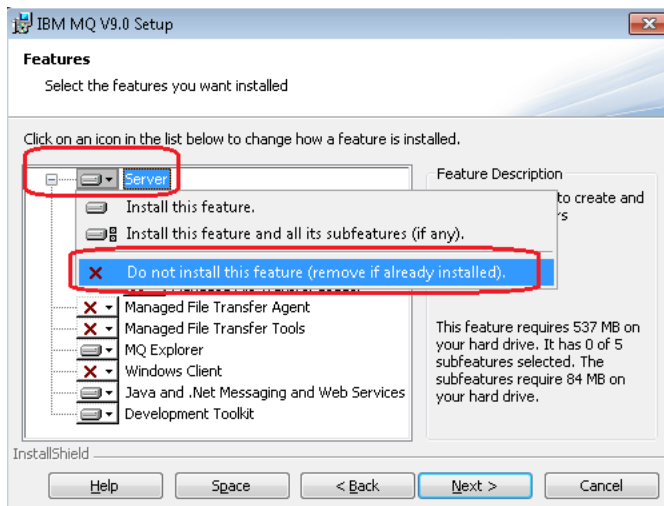 IBM MQ V9.0 Setup
Features
Select the features you want installed
Click on an icon in the list below to change how a feature is installed.
Server
Feature Description
Install this feature.
to create and
Install this feature and all its subfeatures (if any).
Do not install this feature (remove if already installed).
Managed File Transfer Agent
Managed File Transfer Tools
MQ Explorer
Windows Client
Java and .Net Messaging and Web Services
Development Toolkit
This feature requires 537 MB on
your hard drive. It has 0 of 5
subfeatures selected. The
subfeatures require 84 MB on
your hard drive.
InstallShield
Help
Space
< Back
Next >
Cancel